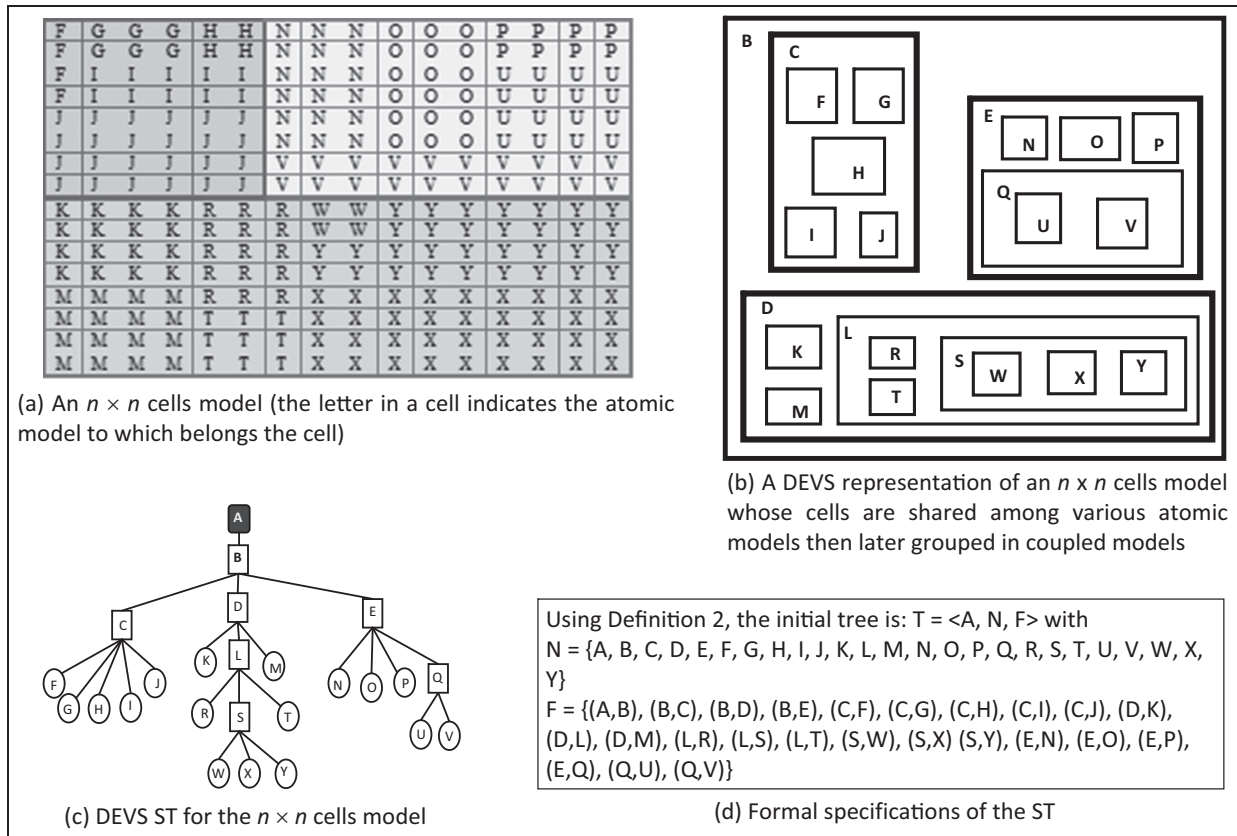 F G G G H H N N N O O O P P P P
F G G G H H N N N O O O P P P P
F I I I I I N N N O O O U U U U
F I I I I I N N N O O O U U U U
J J J J J J N N N O O O U U U U
J J J J J J N N N O O O U U U U
J J J J J J V V V V V V V V V V
J J J J J J V V V V V V V V V V
K K K K R R R W W Y Y Y Y Y Y Y
K K K K R R R W W Y Y Y Y Y Y Y
K K K K R R R Y Y Y Y Y Y Y Y Y
K K K K R R R Y Y Y Y Y Y Y Y Y
M M M M R R R X X X X X X X X X
M M M M T T T X X X X X X X X X
M M M M T T T X X X X X X X X X
M M M M T T T X X X X X X X X X
(a) An n × n cells model (the letter in a cell indicates the atomic
model to which belongs the cell)
B
C
F G
H
I J
E
N O P
Q
U V
D
K
M
L
R
T
S
W X Y
(b) A DEVS representation of an n x n cells model
whose cells are shared among various atomic
models then later grouped in coupled models
A
B
C D E
K L M
F G H I J
N O P Q
R S T
U V
W X Y
(c) DEVS ST for the n × n cells model
Using Definition 2, the initial tree is: T = <A, N, F> with
N = {A, B, C, D, E, F, G, H, I, J, K, L, M, N, O, P, Q, R, S, T, U, V, W, X,
Y}
F = {(A,B), (B,C), (B,D), (B,E), (C,F), (C,G), (C,H), (C,I), (C,J), (D,K),
(D,L), (D,M), (L,R), (L,S), (L,T), (S,W), (S,X) (S,Y), (E,N), (E,O), (E,P),
(E,Q), (Q,U), (Q,V)}
(d) Formal specifications of the ST